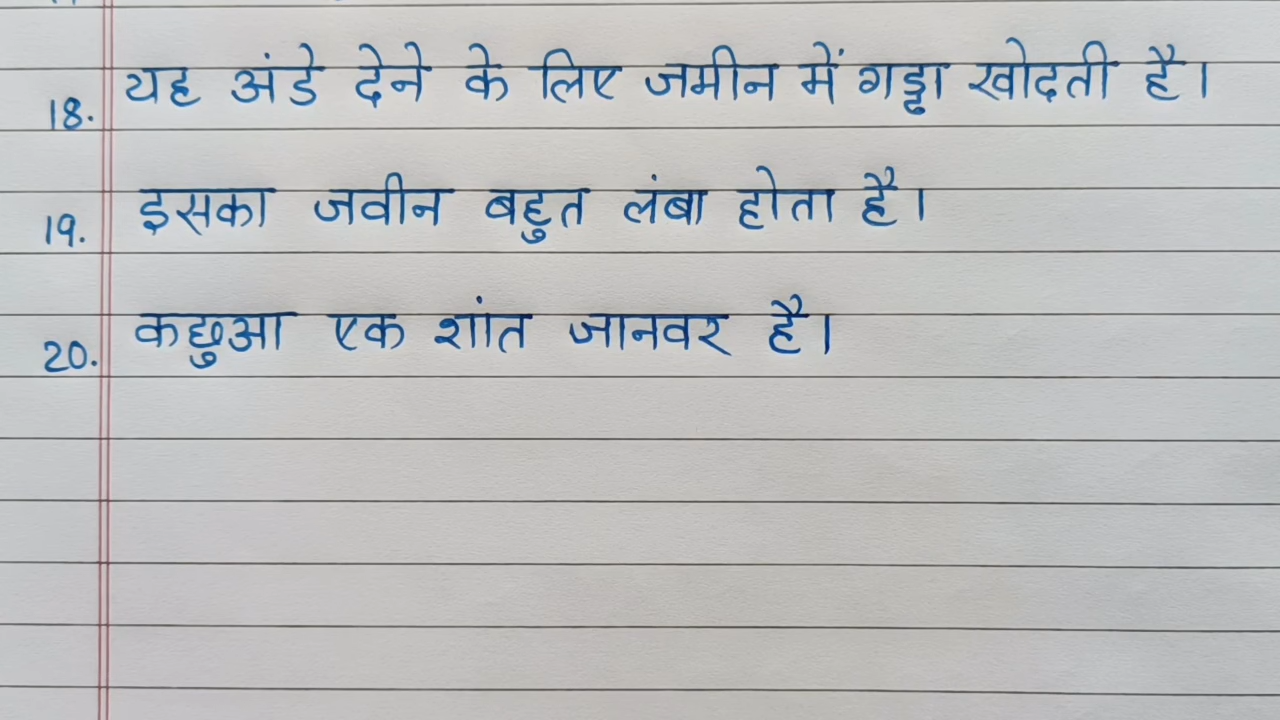 18. यह अंडे देने के लिए जमीन में गड्ढा खोदती है।
19. इसका जवीन बहुत लंबा होता है।
20. कछुआ एक शांत जानवर है।